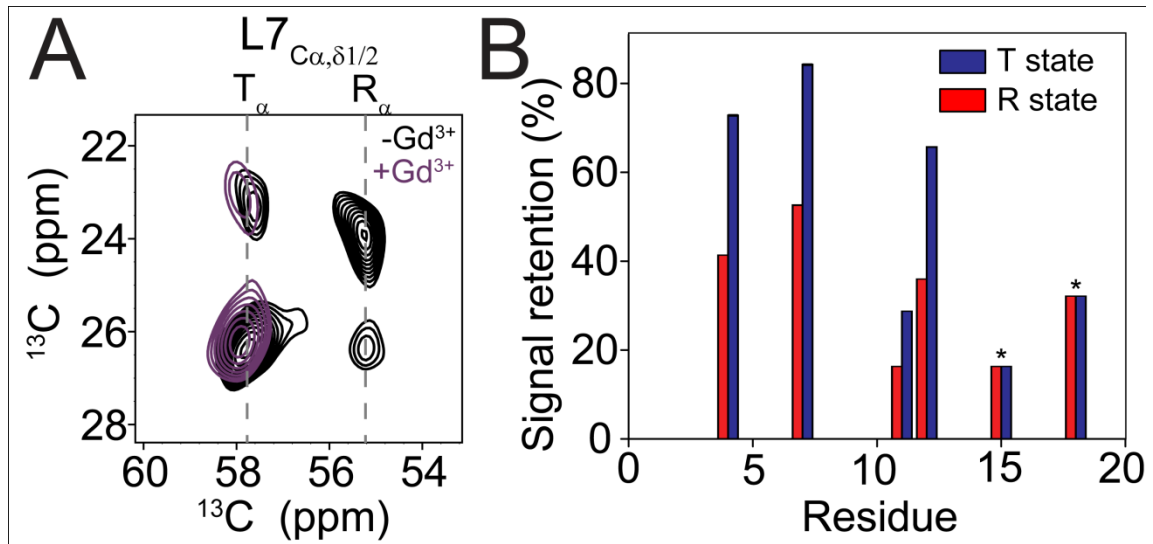 A
L7Cα,δ1/2
Tα Rα
-Gd³⁺
+Gd³⁺
22
24
26
28
¹³C (ppm)
60 58 56 54
¹³C (ppm)
B
T state
R state
80
60
40
20
0
Signal retention (%)
* *
0 5 10 15 20
Residue